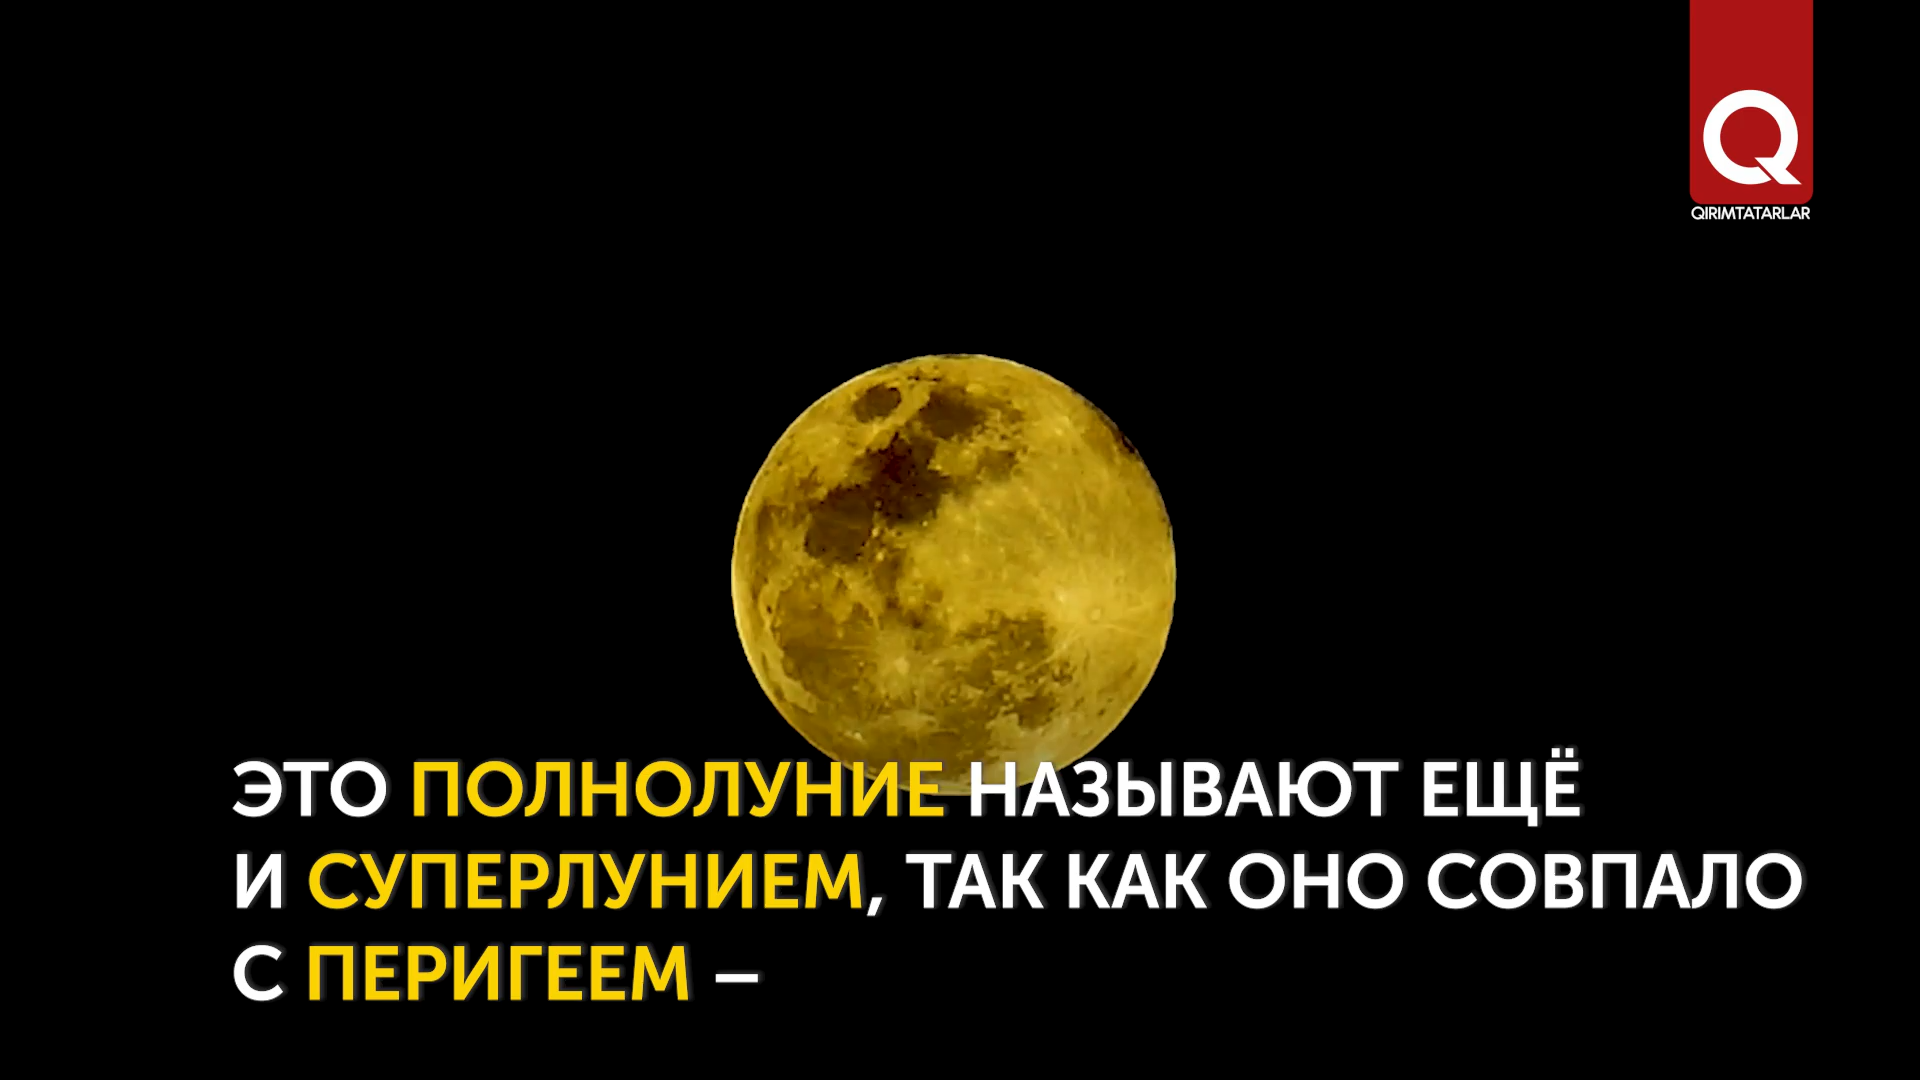 QIRIMTATARLAR
ЭТО ПОЛНОЛУНИЕ НАЗЫВАЮТ ЕЩЁ
И СУПЕРЛУНИЕМ, ТАК КАК ОНО СОВПАЛО
С ПЕРИГЕЕМ –